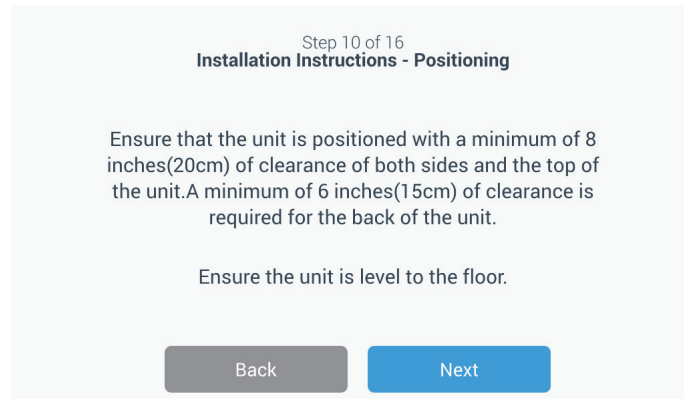 Step 10 of 16
Installation Instructions - Positioning
Ensure that the unit is positioned with a minimum of 8
inches(20cm) of clearance of both sides and the top of
the unit.A minimum of 6 inches(15cm) of clearance is
required for the back of the unit.
Ensure the unit is level to the floor.
Back
Next